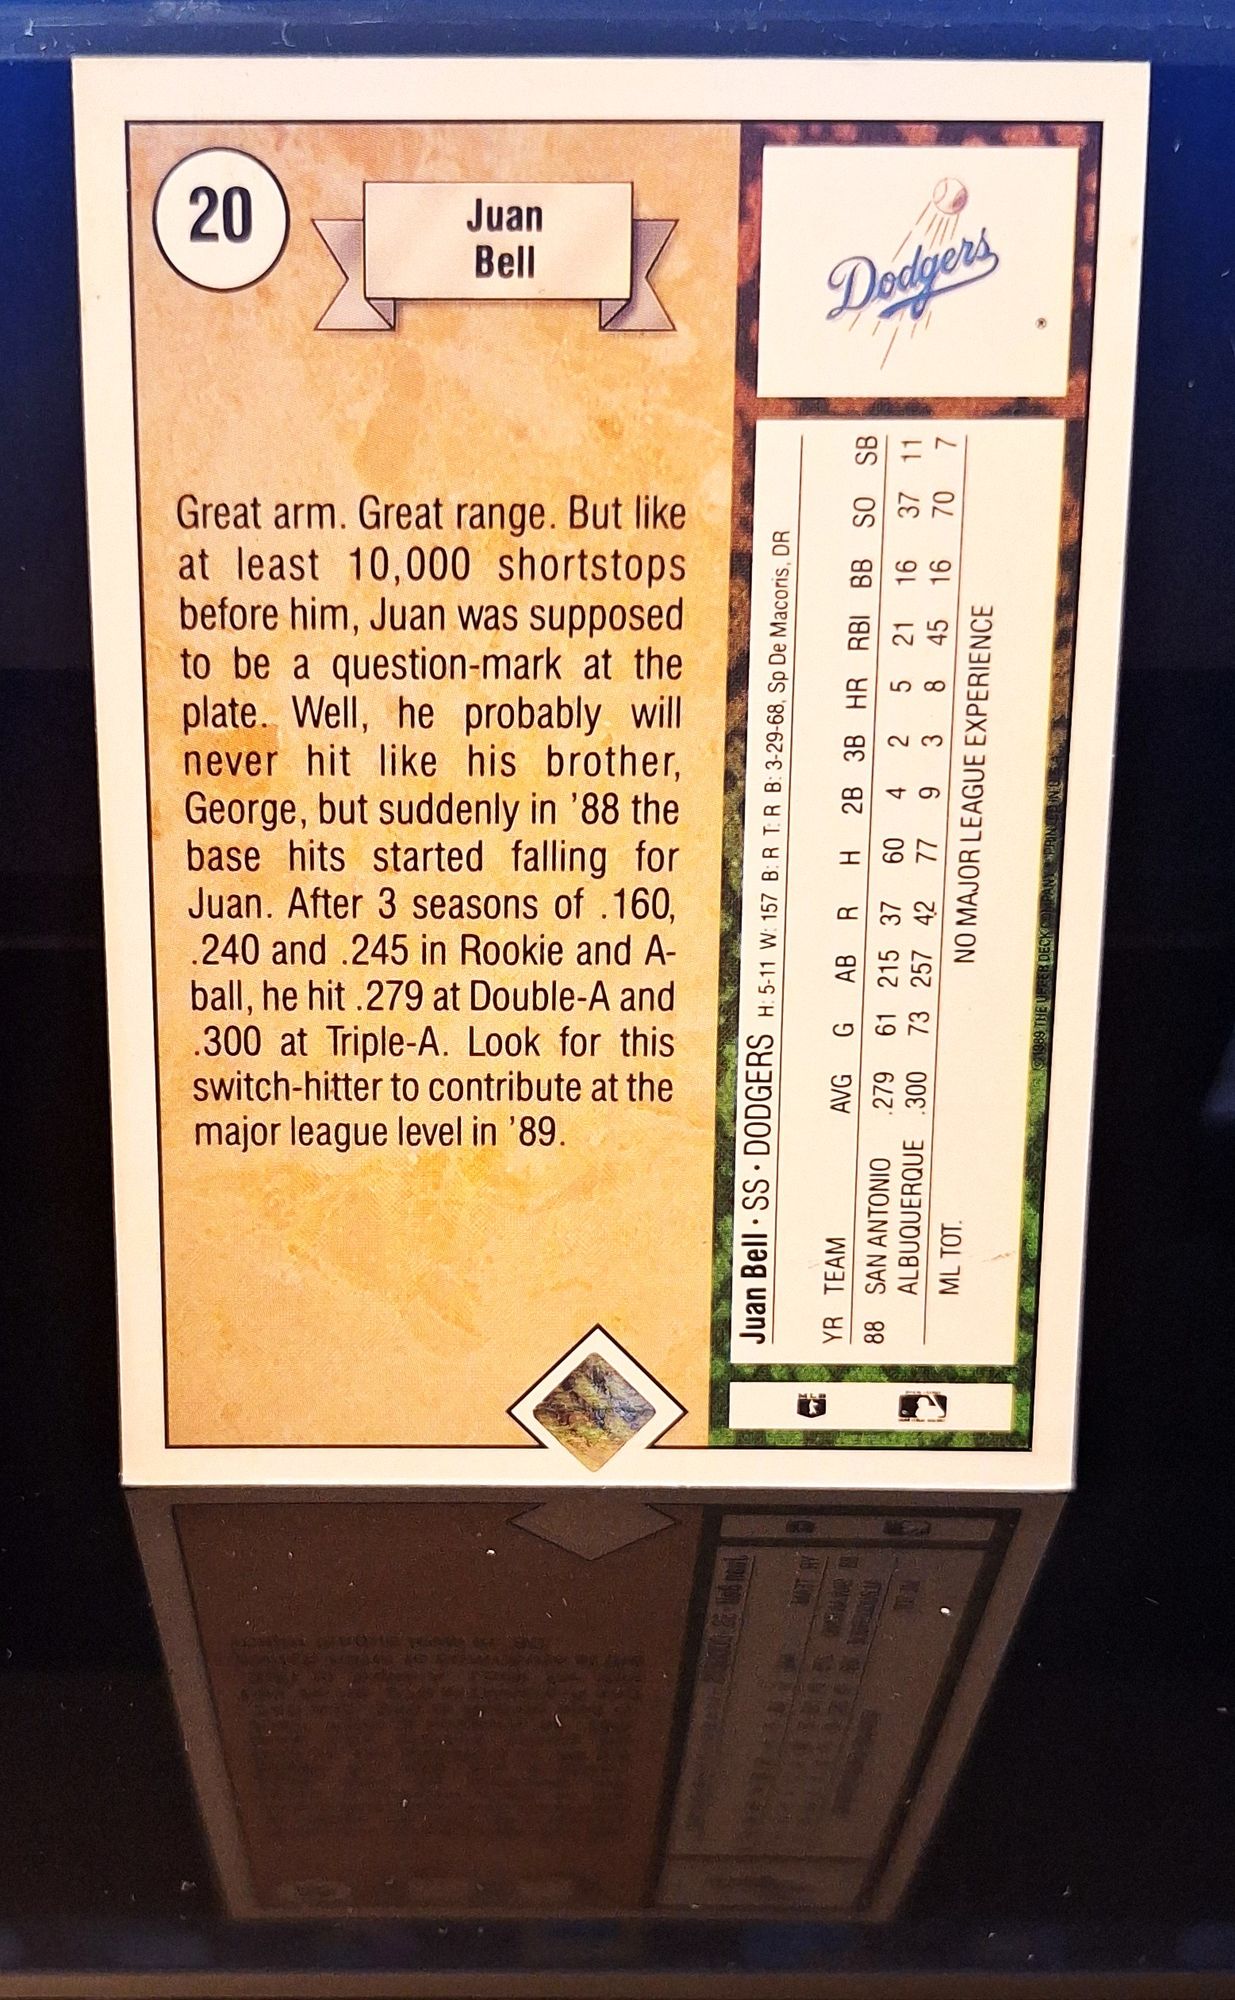 20
Juan
Bell
Great arm. Great range. But like
at least 10,000 shortstops
before him, Juan was supposed
to be a question-mark at the
plate. Well, he probably will
never hit like his brother,
George, but suddenly in '88 the
base hits started falling for
Juan. After 3 seasons of .160,
.240 and .245 in Rookie and A-
ball, he hit .279 at Double-A and
.300 at Triple-A. Look for this
switch-hitter to contribute at the
major league level in '89.
Dodgers
®
Juan Bell · SS · DODGERS H: 5-11 W: 157 B: R T: R B: 3-29-68, Sp De Macoris, DR
YR TEAM AVG G AB R H 2B 3B HR RBI BB SO SB
88 SAN ANTONIO .279 61 215 37 60 4 2 5 21 16 37 11
ALBUQUERQUE .300 73 257 42 77 9 3 8 45 16 70 7
ML TOT. NO MAJOR LEAGUE EXPERIENCE
©1989 THE UPPER DECK COMPANY